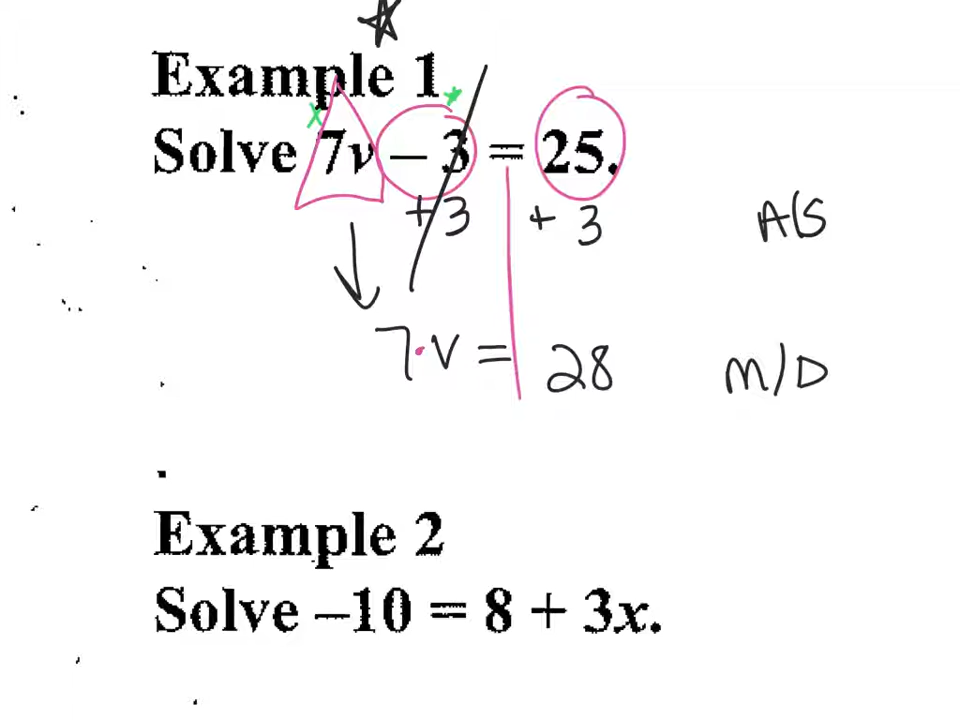 Example 1
Solve 7v – 3 = 25.
+3 + 3 A/S
7·v = 28 M/D
Example 2
Solve –10 = 8 + 3x.